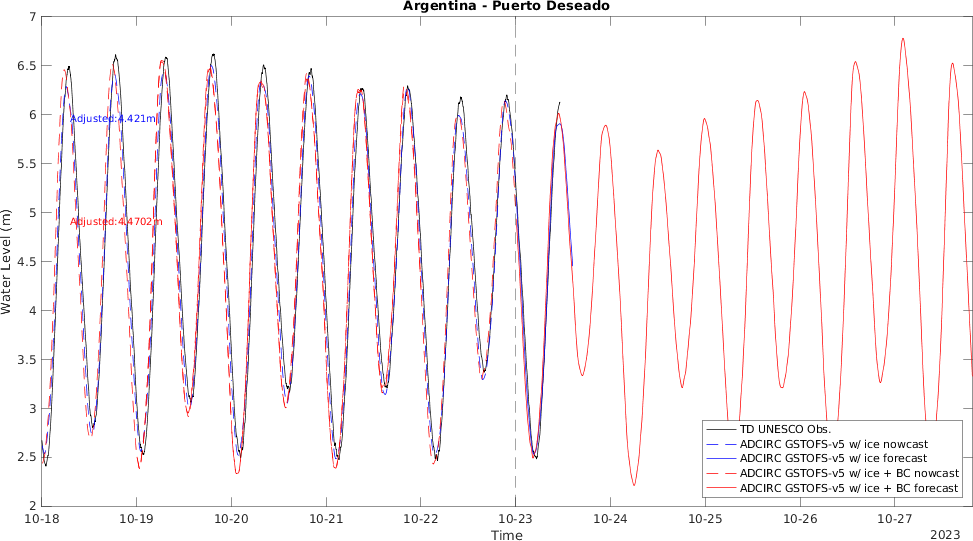 Argentina - Puerto Deseado
7
6.5
6
5.5
5
4.5
4
3.5
3
2.5
2
Water Level (m)
Adjusted:4.421m
Adjusted:4.4702m
TD UNESCO Obs.
ADCIRC GSTOFS-v5 w/ ice nowcast
ADCIRC GSTOFS-v5 w/ ice forecast
ADCIRC GSTOFS-v5 w/ ice + BC nowcast
ADCIRC GSTOFS-v5 w/ ice + BC forecast
10-18 10-19 10-20 10-21 10-22 10-23 10-24 10-25 10-26 10-27
Time
2023